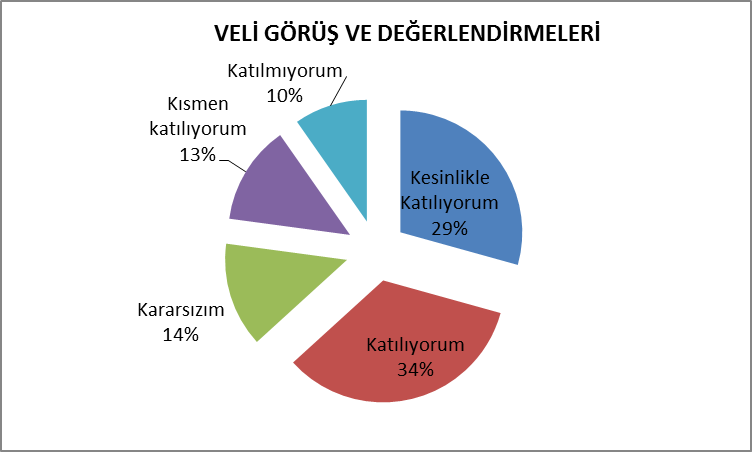 VELİ GÖRÜŞ VE DEĞERLENDİRMELERİ
Katılmıyorum
10%
Kısmen
katılıyorum
13%
Kesinlikle
Katılıyorum
29%
Kararsızım
14%
Katılıyorum
34%